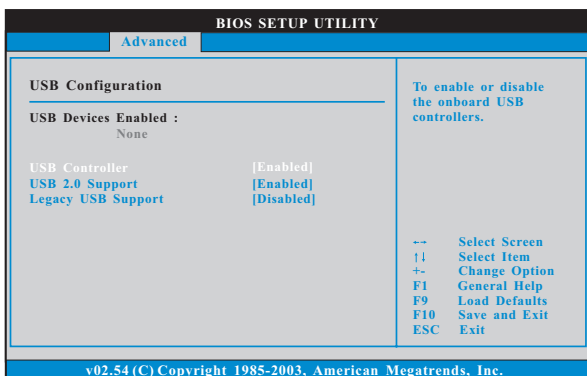 BIOS SETUP UTILITY
Advanced
USB Configuration
USB Devices Enabled :
None
USB Controller [Enabled]
USB 2.0 Support [Enabled]
Legacy USB Support [Disabled]
To enable or disable
the onboard USB
controllers.
←→ Select Screen
↑↓ Select Item
+- Change Option
F1 General Help
F9 Load Defaults
F10 Save and Exit
ESC Exit
v02.54 (C) Copyright 1985-2003, American Megatrends, Inc.